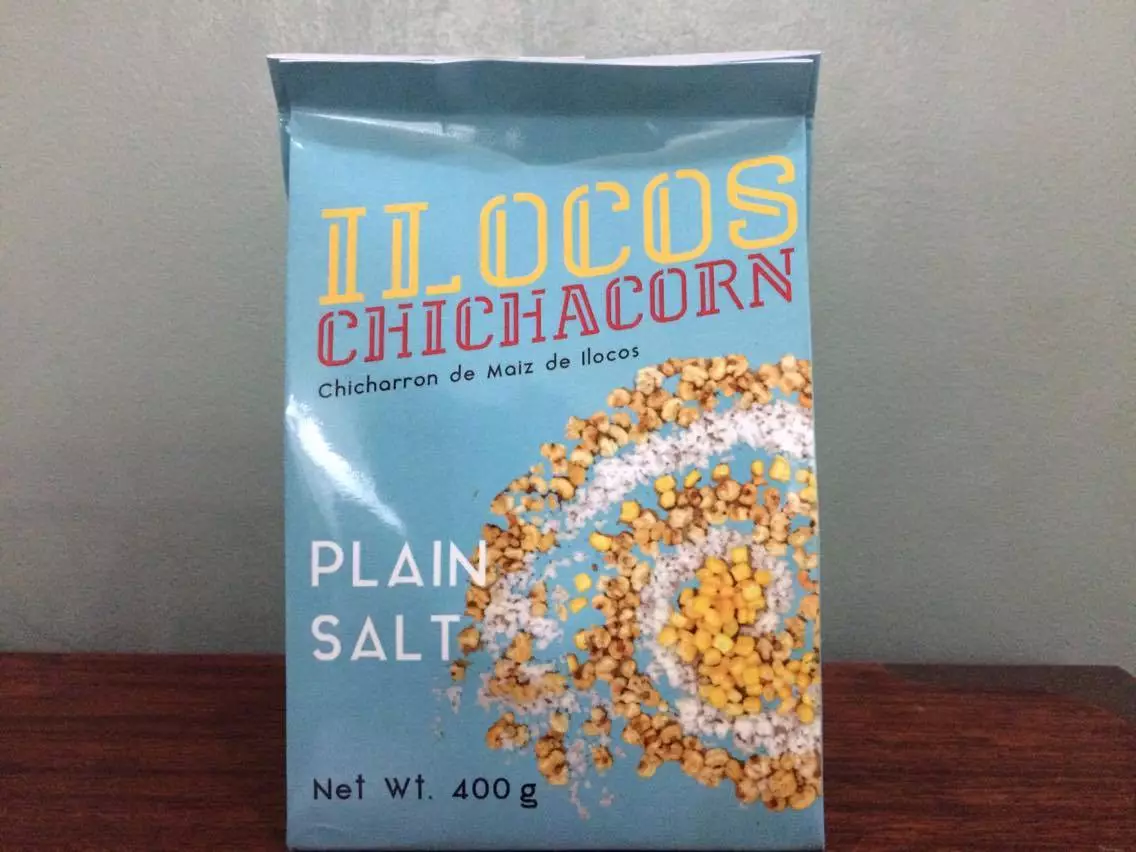 ILOCOS
CHICHACORN
Chicharron de Maiz de Ilocos
PLAIN
SALT
Net Wt. 400g